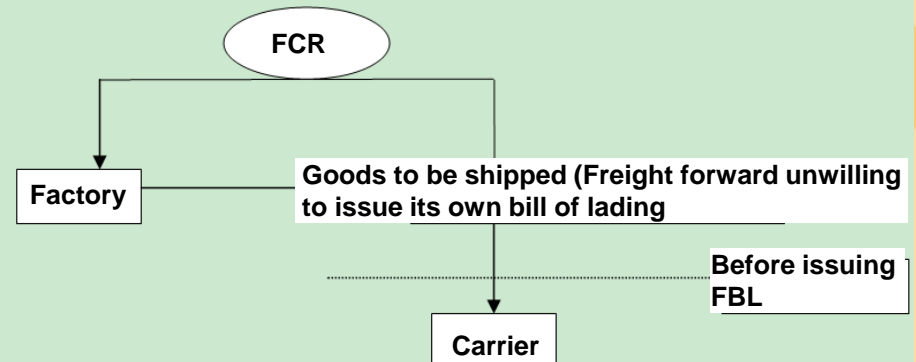 FCR
Factory
Goods to be shipped (Freight forward unwilling
to issue its own bill of lading
Before issuing
FBL
Carrier